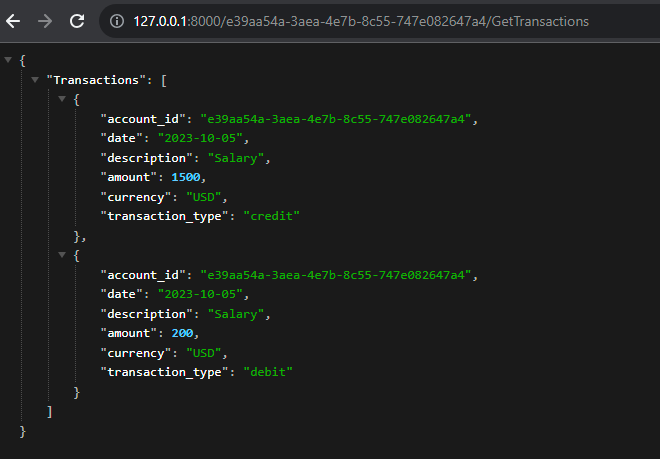 127.0.0.1:8000/e39aa54a-3aea-4e7b-8c55-747e082647a4/GetTransactions
{
"Transactions": [
{
"account_id": "e39aa54a-3aea-4e7b-8c55-747e082647a4",
"date": "2023-10-05",
"description": "Salary",
"amount": 1500,
"currency": "USD",
"transaction_type": "credit"
},
{
"account_id": "e39aa54a-3aea-4e7b-8c55-747e082647a4",
"date": "2023-10-05",
"description": "Salary",
"amount": 200,
"currency": "USD",
"transaction_type": "debit"
}
]
}